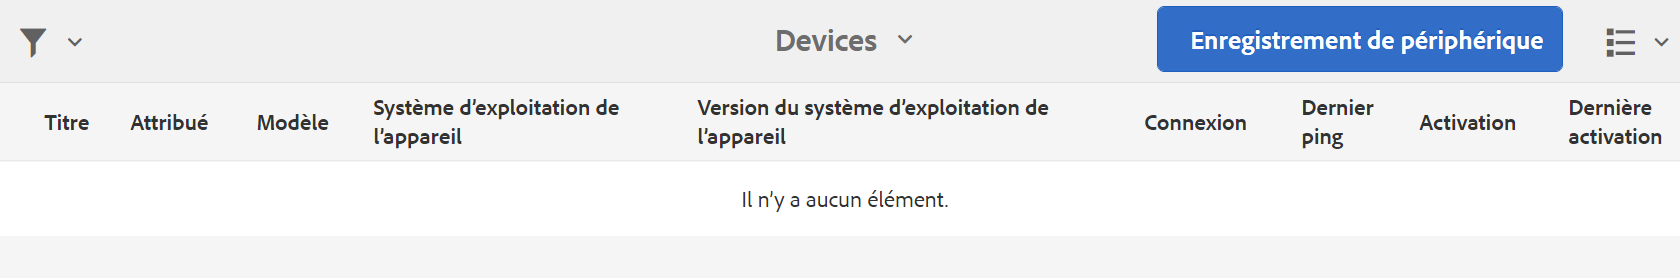 Devices
Enregistrement de périphérique
Titre
Attribué
Modèle
Système d’exploitation de
l’appareil
Version du système d’exploitation de
l’appareil
Connexion
Dernier
ping
Activation
Dernière
activation
Il n’y a aucun élément.